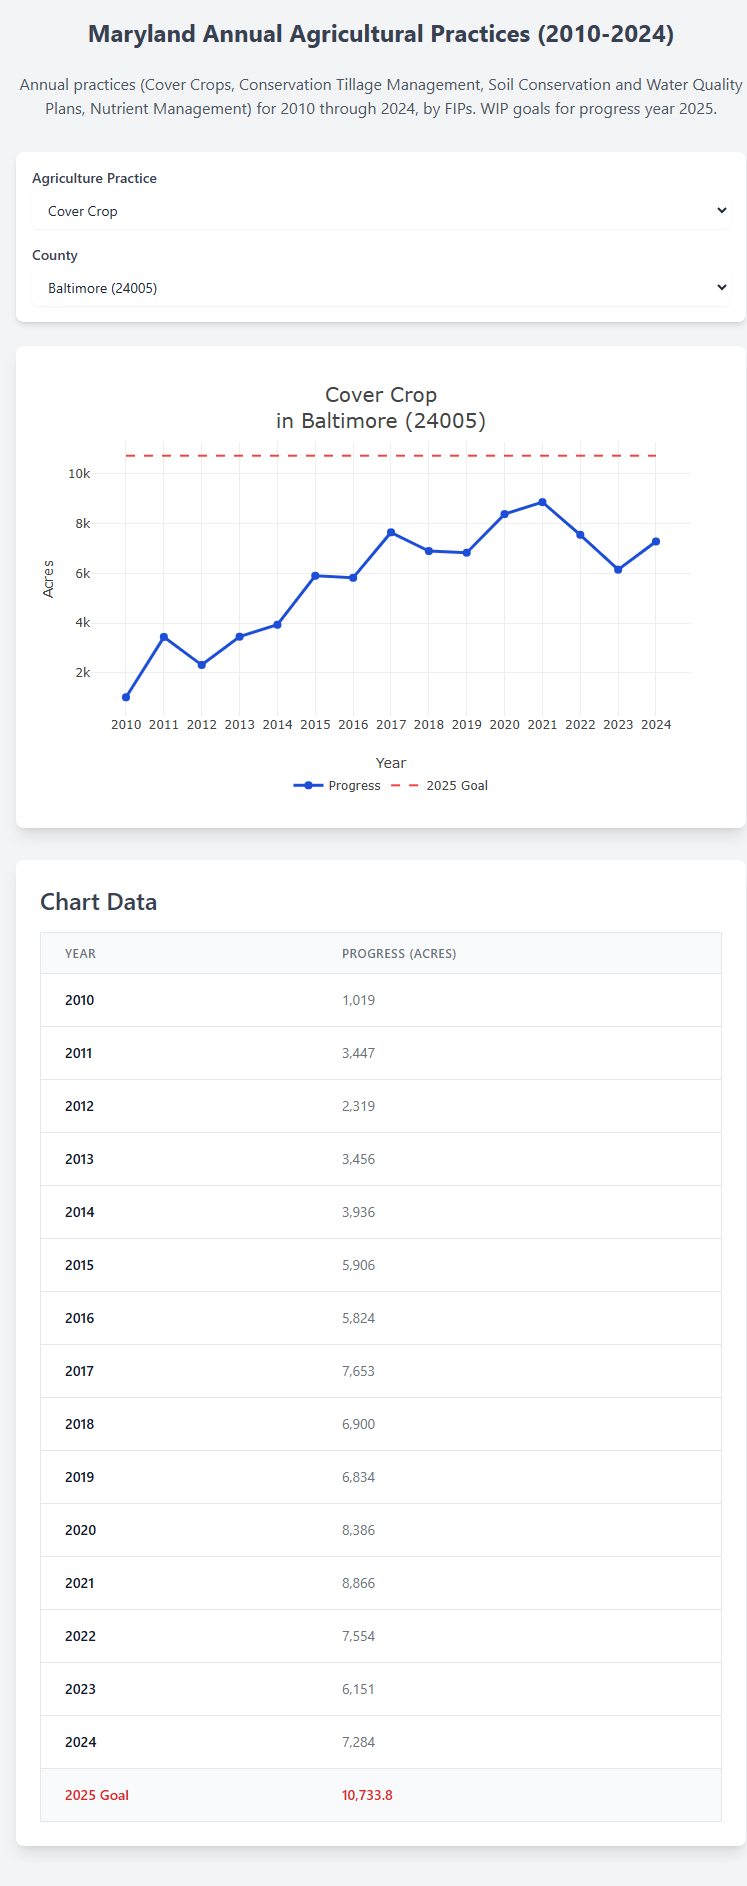 Maryland Annual Agricultural Practices (2010-2024)
Annual practices (Cover Crops, Conservation Tillage Management, Soil Conservation and Water Quality
Plans, Nutrient Management) for 2010 through 2024, by FIPs. WIP goals for progress year 2025.
Agriculture Practice
Cover Crop
County
Baltimore (24005)
Cover Crop
in Baltimore (24005)
10k
8k
6k
4k
2k
Acres
2010 2011 2012 2013 2014 2015 2016 2017 2018 2019 2020 2021 2022 2023 2024
Year
Progress 2025 Goal
Chart Data
YEAR PROGRESS (ACRES)
2010 1,019
2011 3,447
2012 2,319
2013 3,456
2014 3,936
2015 5,906
2016 5,824
2017 7,653
2018 6,900
2019 6,834
2020 8,386
2021 8,866
2022 7,554
2023 6,151
2024 7,284
2025 Goal 10,733.8